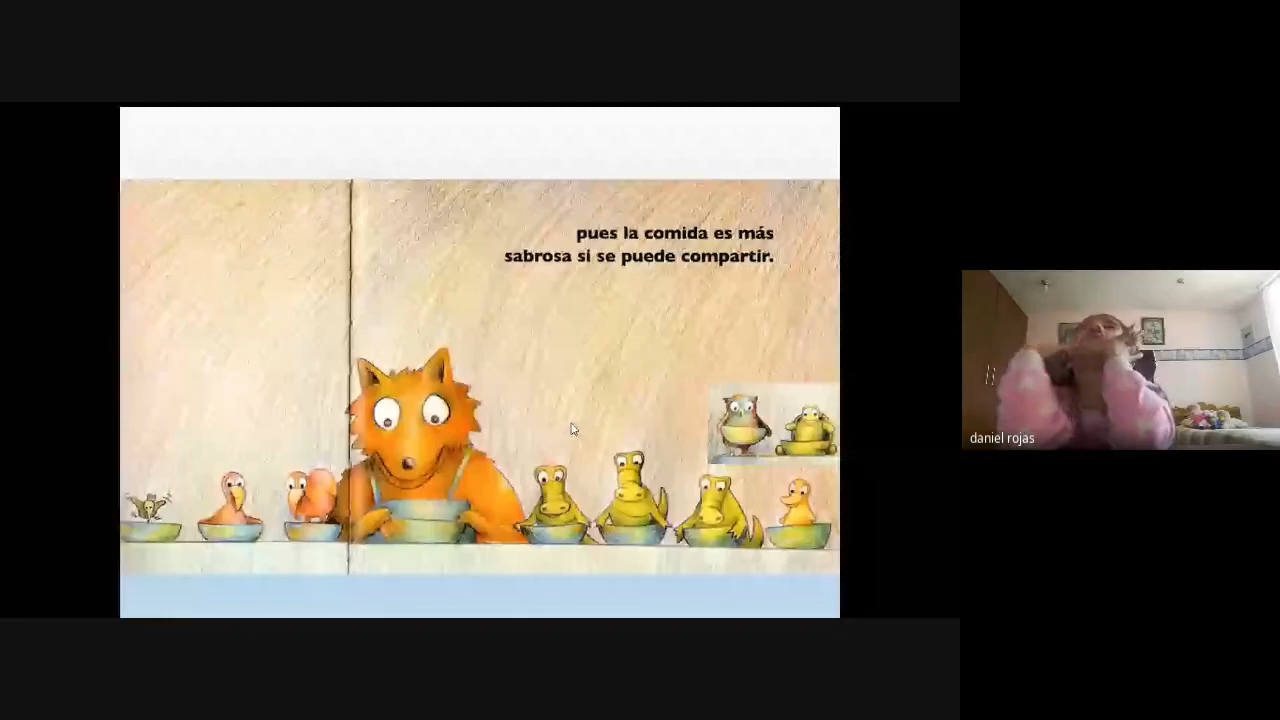 pues la comida es más
sabrosa si se puede compartir.
daniel rojas